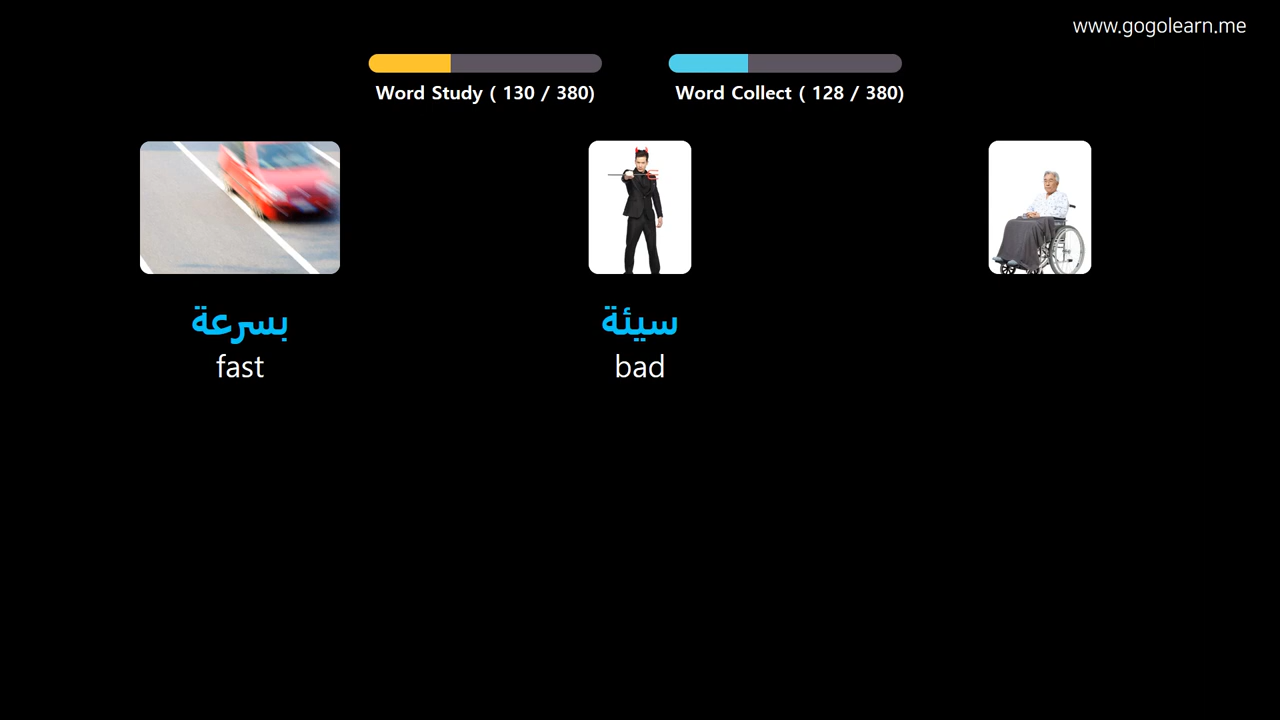 www.gogolearn.me
Word Study ( 130 / 380)
Word Collect ( 128 / 380)
بسرعة
fast
سيئة
bad